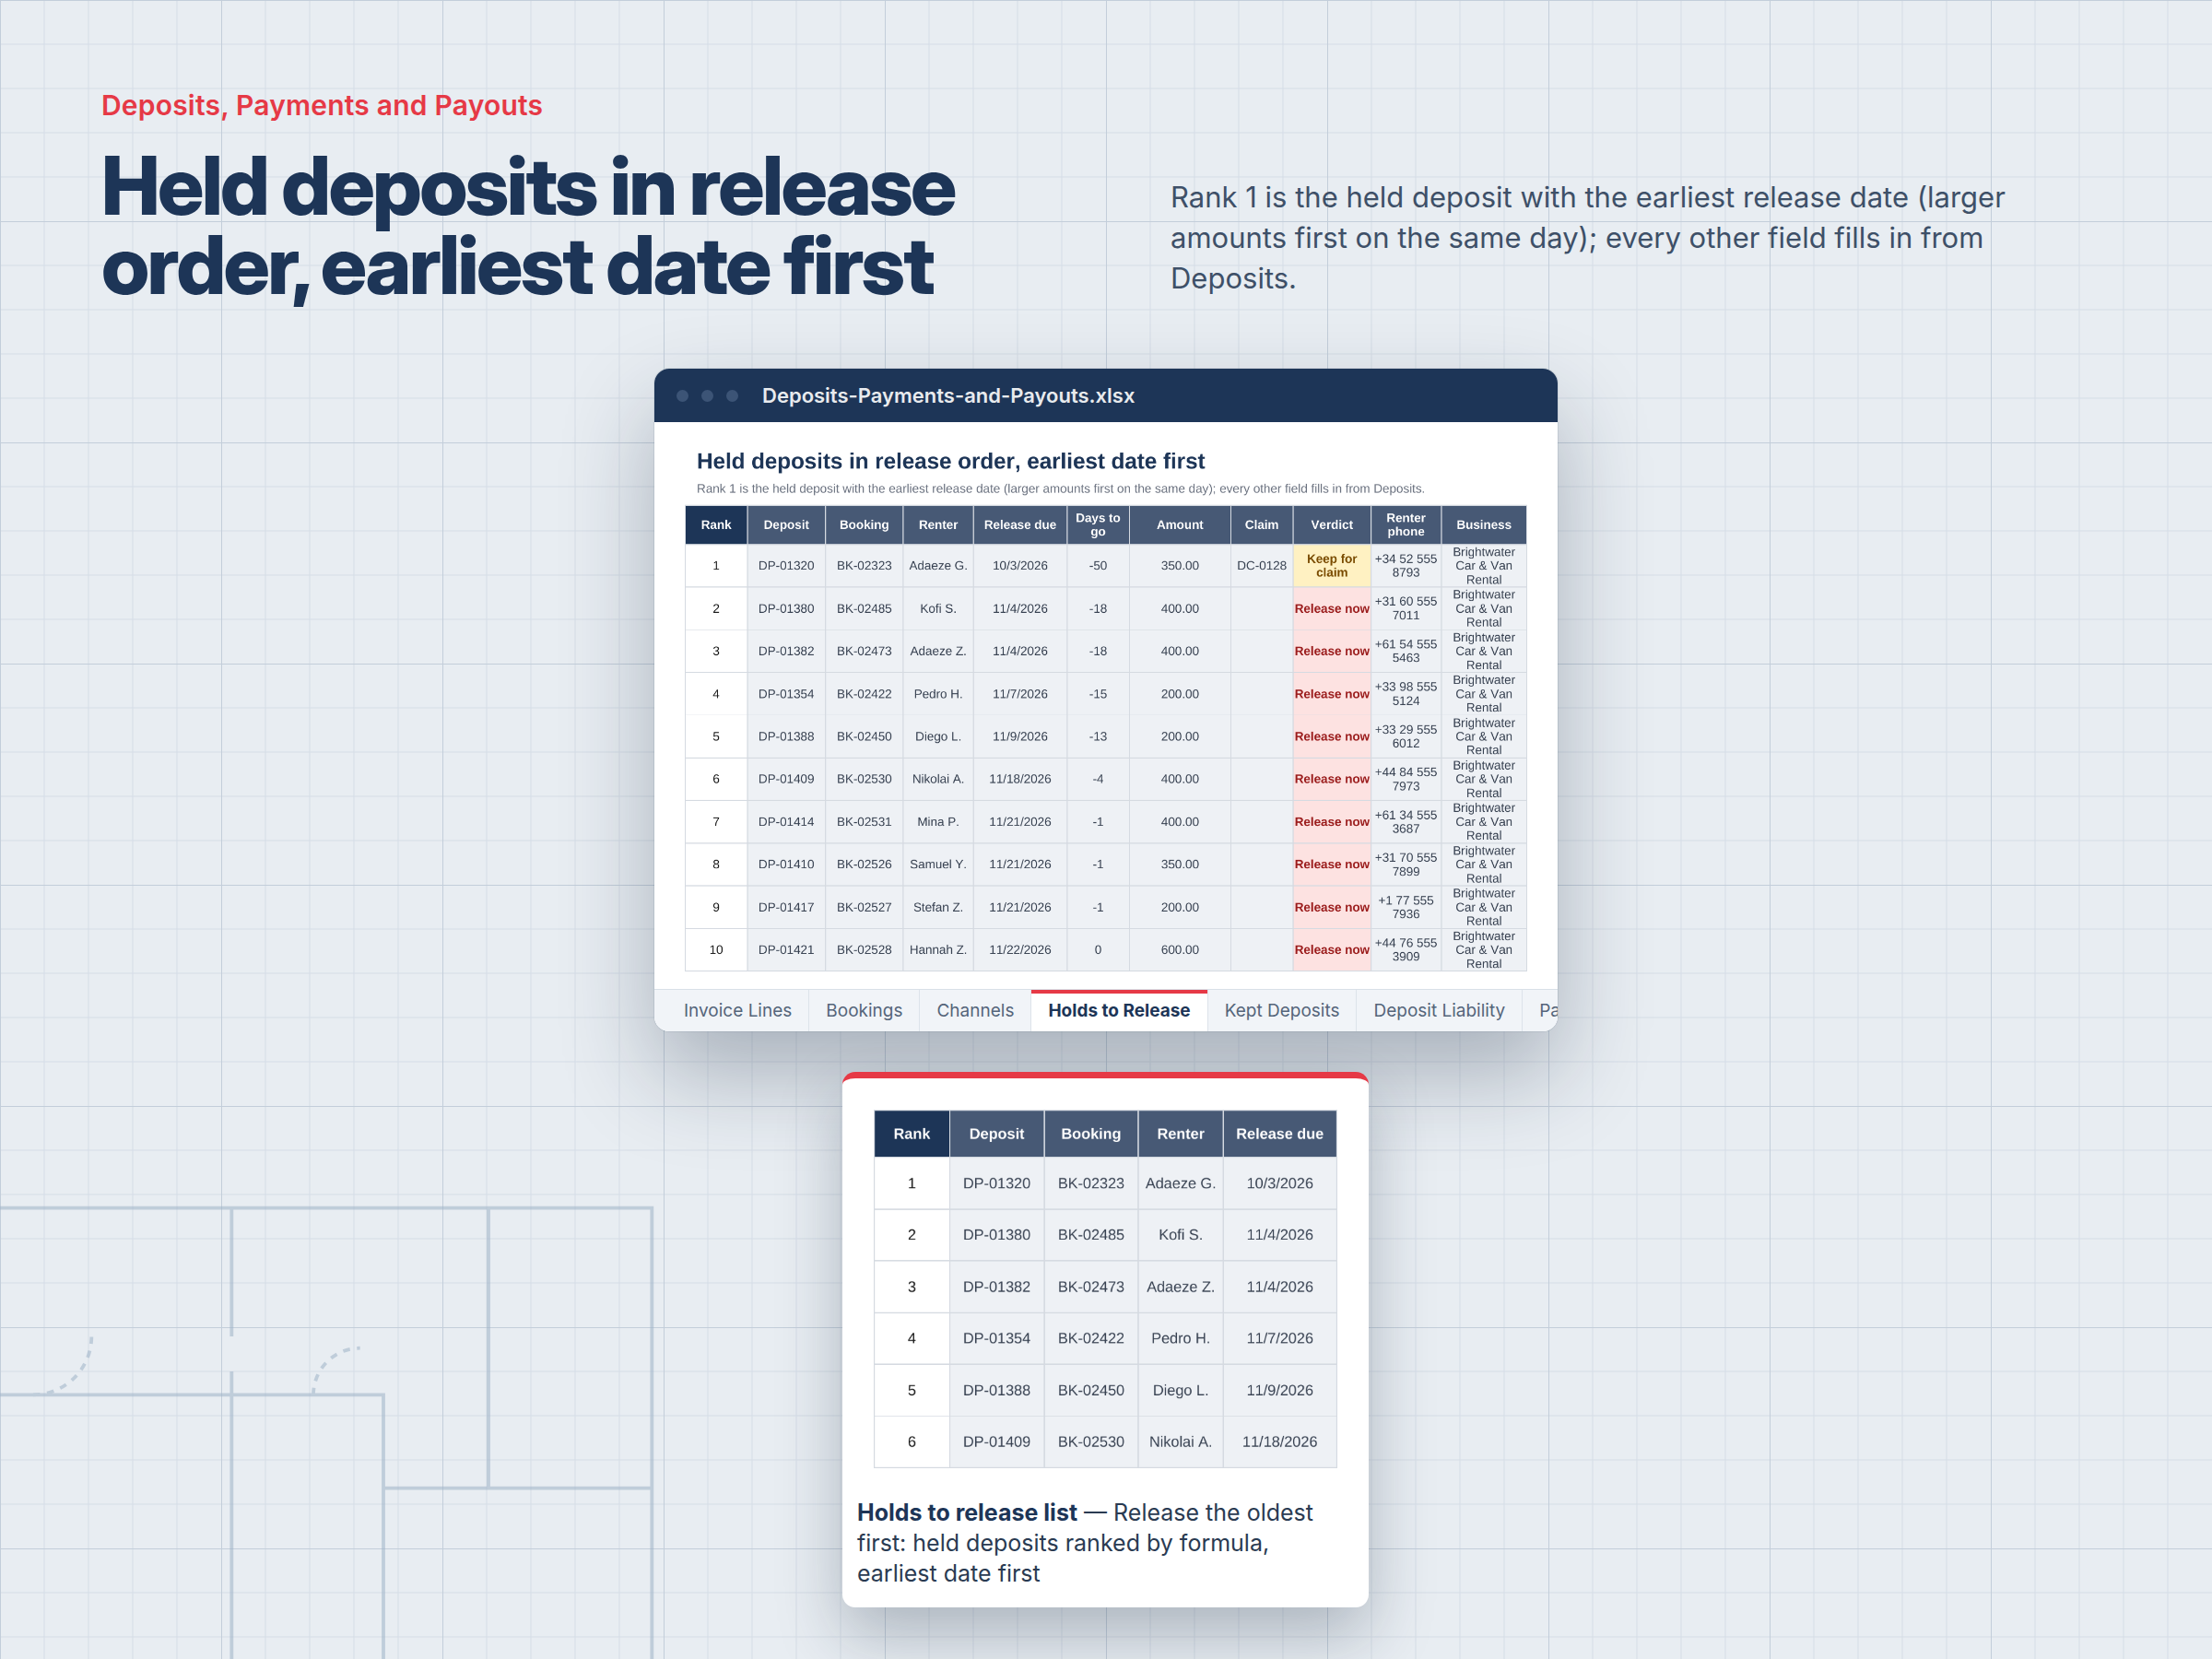 Deposits, Payments and Payouts
Held deposits in release
order, earliest date first
Rank 1 is the held deposit with the earliest release date (larger
amounts first on the same day); every other field fills in from
Deposits.
Deposits-Payments-and-Payouts.xlsx
Held deposits in release order, earliest date first
Rank 1 is the held deposit with the earliest release date (larger amounts first on the same day); every other field fills in from Deposits.
Rank Deposit Booking Renter Release due Days to go Amount Claim Verdict Renter phone Business
1 DP-01320 BK-02323 Adaeze G. 10/3/2026 -50 350.00 DC-0128 Keep for claim +34 52 555 8793 Brightwater Car & Van Rental
2 DP-01380 BK-02485 Kofi S. 11/4/2026 -18 400.00 Release now +31 60 555 7011 Brightwater Car & Van Rental
3 DP-01382 BK-02473 Adaeze Z. 11/4/2026 -18 400.00 Release now +61 54 555 5463 Brightwater Car & Van Rental
4 DP-01354 BK-02422 Pedro H. 11/7/2026 -15 200.00 Release now +33 98 555 5124 Brightwater Car & Van Rental
5 DP-01388 BK-02450 Diego L. 11/9/2026 -13 200.00 Release now +33 29 555 6012 Brightwater Car & Van Rental
6 DP-01409 BK-02530 Nikolai A. 11/18/2026 -4 400.00 Release now +44 84 555 7973 Brightwater Car & Van Rental
7 DP-01414 BK-02531 Mina P. 11/21/2026 -1 400.00 Release now +61 34 555 3687 Brightwater Car & Van Rental
8 DP-01410 BK-02526 Samuel Y. 11/21/2026 -1 350.00 Release now +31 70 555 7899 Brightwater Car & Van Rental
9 DP-01417 BK-02527 Stefan Z. 11/21/2026 -1 200.00 Release now +1 77 555 7936 Brightwater Car & Van Rental
10 DP-01421 BK-02528 Hannah Z. 11/22/2026 0 600.00 Release now +44 76 555 3909 Brightwater Car & Van Rental
Invoice Lines Bookings Channels Holds to Release Kept Deposits Deposit Liability Pa
Rank Deposit Booking Renter Release due
1 DP-01320 BK-02323 Adaeze G. 10/3/2026
2 DP-01380 BK-02485 Kofi S. 11/4/2026
3 DP-01382 BK-02473 Adaeze Z. 11/4/2026
4 DP-01354 BK-02422 Pedro H. 11/7/2026
5 DP-01388 BK-02450 Diego L. 11/9/2026
6 DP-01409 BK-02530 Nikolai A. 11/18/2026
Holds to release list — Release the oldest
first: held deposits ranked by formula,
earliest date first